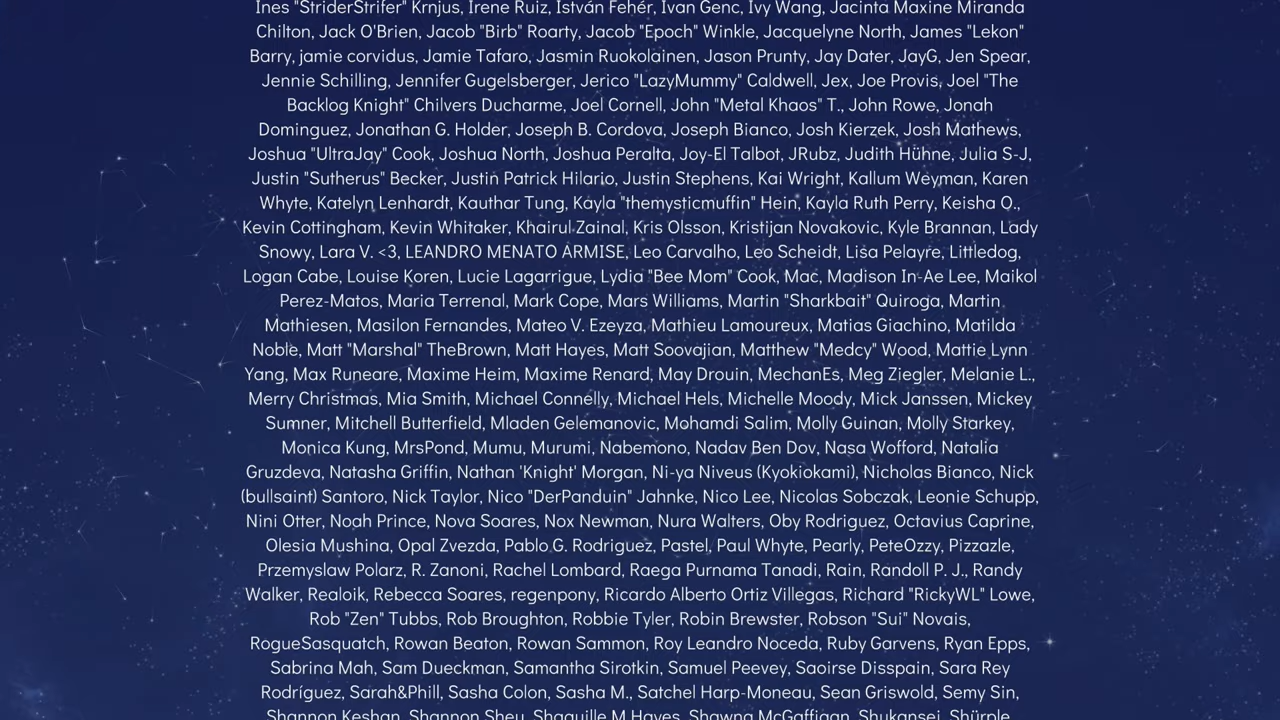 Ines "StriderStrifer" Krnjus, Irene Ruiz, István Fehér, Ivan Genc, Ivy Wang, Jacinta Maxine Miranda
Chilton, Jack O'Brien, Jacob "Birb" Roarty, Jacob "Epoch" Winkle, Jacquelyne North, James "Lekon"
Barry, jamie corvidus, Jamie Tafaro, Jasmin Ruokolainen, Jason Prunty, Jay Dater, JayG, Jen Spear,
Jennie Schilling, Jennifer Gugelsberger, Jerico "LazyMummy" Caldwell, Jex, Joe Provis, Joel "The
Backlog Knight" Chilvers Ducharme, Joel Cornell, John "Metal Khaos" T., John Rowe, Jonah
Dominguez, Jonathan G. Holder, Joseph B. Cordova, Joseph Bianco, Josh Kierzek, Josh Mathews,
Joshua "UltraJay" Cook, Joshua North, Joshua Peralta, Joy-El Talbot, JRubz, Judith Hühne, Julia S-J,
Justin "Sutherus" Becker, Justin Patrick Hilario, Justin Stephens, Kai Wright, Kallum Weyman, Karen
Whyte, Katelyn Lenhardt, Kauthar Tung, Kayla "themysticmuffin" Hein, Kayla Ruth Perry, Keisha Q.,
Kevin Cottingham, Kevin Whitaker, Khairul Zainal, Kris Olsson, Kristijan Novakovic, Kyle Brannan, Lady
Snowy, Lara V. <3, LEANDRO MENATO ARMISE, Leo Carvalho, Leo Scheidt, Lisa Pelayre, Littledog,
Logan Cabe, Louise Koren, Lucie Lagarrigue, Lydia "Bee Mom" Cook, Mac, Madison In-Ae Lee, Maikol
Perez-Matos, Maria Terrenal, Mark Cope, Mars Williams, Martin "Sharkbait" Quiroga, Martin
Mathiesen, Masilon Fernandes, Mateo V. Ezeyza, Mathieu Lamoureux, Matias Giachino, Matilda
Noble, Matt "Marshal" TheBrown, Matt Hayes, Matt Soovajian, Matthew "Medcy" Wood, Mattie Lynn
Yang, Max Runeare, Maxime Heim, Maxime Renard, May Drouin, MechanEs, Meg Ziegler, Melanie L.,
Merry Christmas, Mia Smith, Michael Connelly, Michael Hels, Michelle Moody, Mick Janssen, Mickey
Sumner, Mitchell Butterfield, Mladen Gelemanovic, Mohamdi Salim, Molly Guinan, Molly Starkey,
Monica Kung, MrsPond, Mumu, Murumi, Nabemono, Nadav Ben Dov, Nasa Wofford, Natalia
Gruzdeva, Natasha Griffin, Nathan 'Knight' Morgan, Ni-ya Niveus (Kyokiokami), Nicholas Bianco, Nick
(bullsaint) Santoro, Nick Taylor, Nico "DerPanduin" Jahnke, Nico Lee, Nicolas Sobczak, Leonie Schupp,
Nini Otter, Noah Prince, Nova Soares, Nox Newman, Nura Walters, Oby Rodriguez, Octavius Caprine,
Olesia Mushina, Opal Zvezda, Pablo G. Rodriguez, Pastel, Paul Whyte, Pearly, PeteOzzy, Pizzazle,
Przemyslaw Polarz, R. Zanoni, Rachel Lombard, Raega Purnama Tanadi, Rain, Randoll P. J., Randy
Walker, Realoik, Rebecca Soares, regenpony, Ricardo Alberto Ortiz Villegas, Richard "RickyWL" Lowe,
Rob "Zen" Tubbs, Rob Broughton, Robbie Tyler, Robin Brewster, Robson "Sui" Novais,
RogueSasquatch, Rowan Beaton, Rowan Sammon, Roy Leandro Noceda, Ruby Garvens, Ryan Epps,
Sabrina Mah, Sam Dueckman, Samantha Sirotkin, Samuel Peevey, Saoirse Disspain, Sara Rey
Rodríguez, Sarah&Phill, Sasha Colon, Sasha M., Satchel Harp-Moneau, Sean Griswold, Semy Sin,
Shannon Keshan, Shannon Sheu, Shaquille M Hayes, Shawna McGaffigan, Shukansei, Shürple,